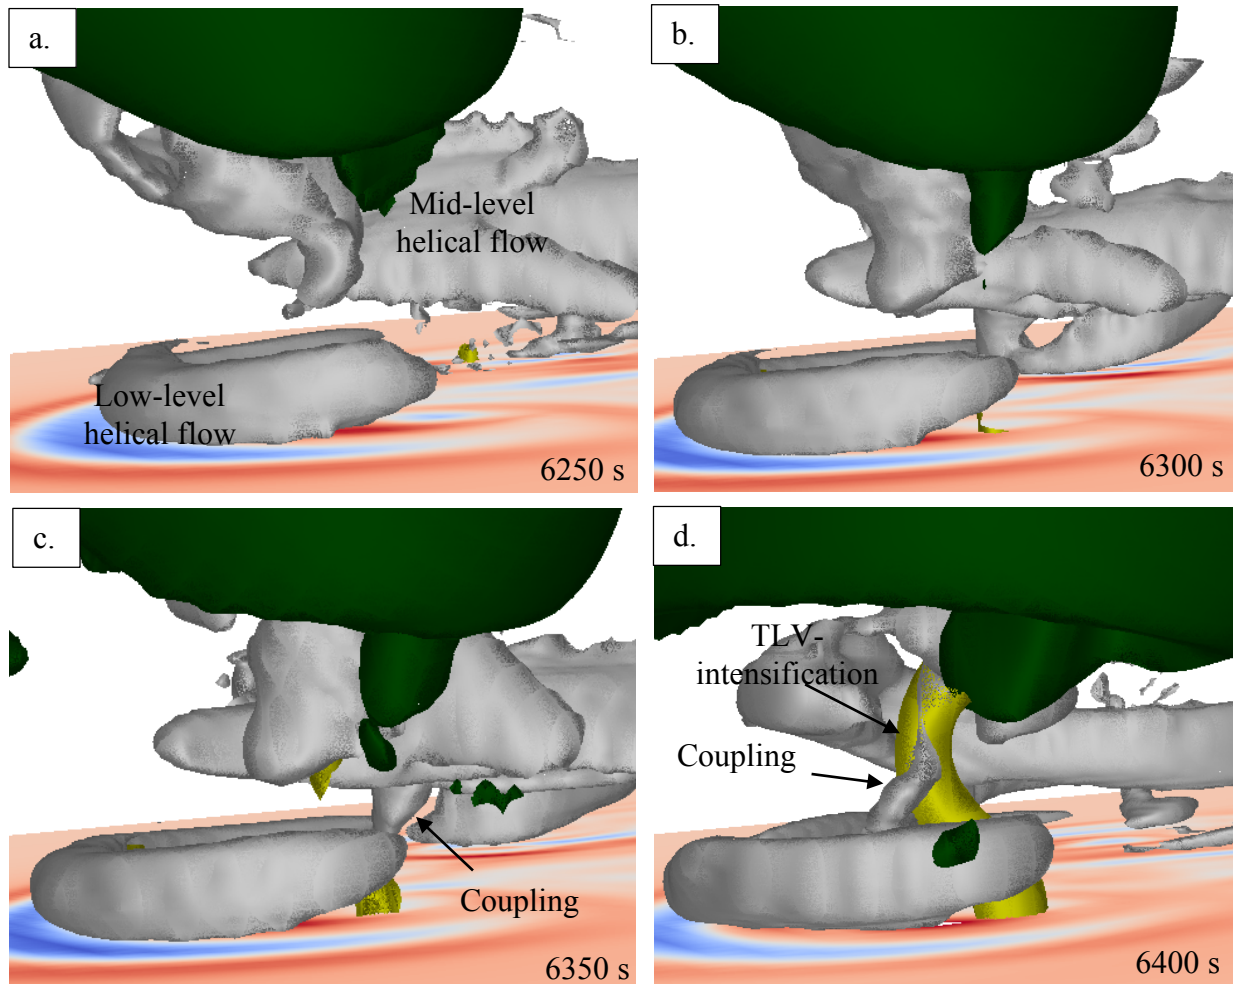 a.
Mid-level
helical flow
Low-level
helical flow
6250 s
b.
6300 s
c.
Coupling
6350 s
d.
TLV-
intensification
Coupling
6400 s